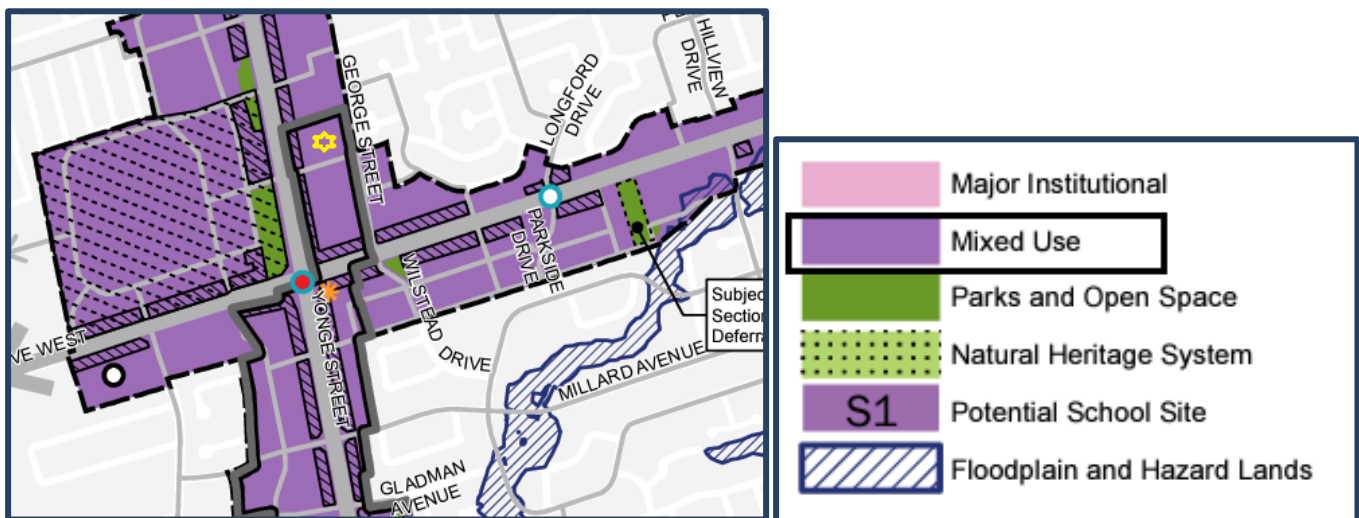 HILLVIEW
DRIVE
LONGFORD
DRIVE
GEORGE STREET
PARKSIDE
DRIVE
WILSTEAD DRIVE
YONGE STREET
VE WEST
MILLARD AVENUE
GLADMAN
AVENUE
Subjec
Section
Deferra
Major Institutional
Mixed Use
Parks and Open Space
Natural Heritage System
S1 Potential School Site
Floodplain and Hazard Lands